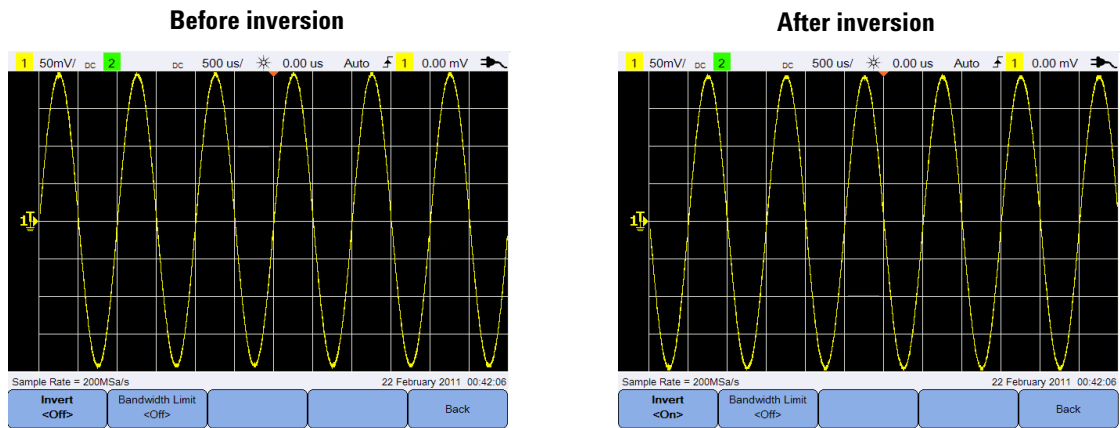 Before inversion
After inversion
1 50mV/ DC 2 DC 500 us/ 0.00 us Auto 1 0.00 mV
1 50mV/ DC 2 DC 500 us/ 0.00 us Auto 1 0.00 mV
1
1
Sample Rate = 200MSa/s 22 February 2011 00:42:06
Sample Rate = 200MSa/s 22 February 2011 00:42:06
Invert
<Off>
Bandwidth Limit
<Off>
Back
Invert
<On>
Bandwidth Limit
<Off>
Back